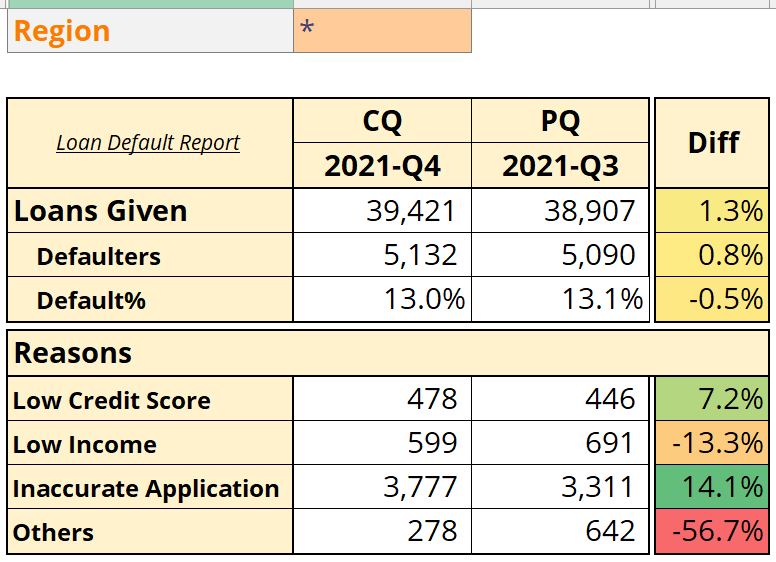 Region *
Loan Default Report CQ PQ Diff
2021-Q4 2021-Q3
Loans Given 39,421 38,907 1.3%
Defaulters 5,132 5,090 0.8%
Default% 13.0% 13.1% -0.5%
Reasons
Low Credit Score 478 446 7.2%
Low Income 599 691 -13.3%
Inaccurate Application 3,777 3,311 14.1%
Others 278 642 -56.7%